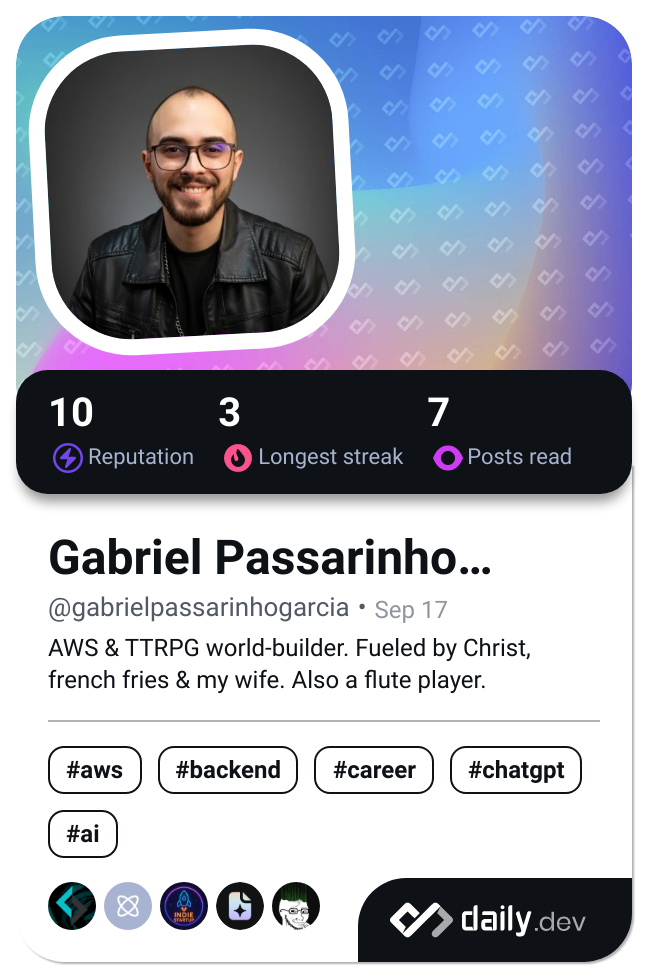 10 3 7
Reputation Longest streak Posts read
Gabriel Passarinho...
@gabrielpassarinhogarcia • Sep 17
AWS & TTRPG world-builder. Fueled by Christ,
french fries & my wife. Also a flute player.
#aws #backend #career #chatgpt
#ai
INDIE
STARTUP
daily.dev